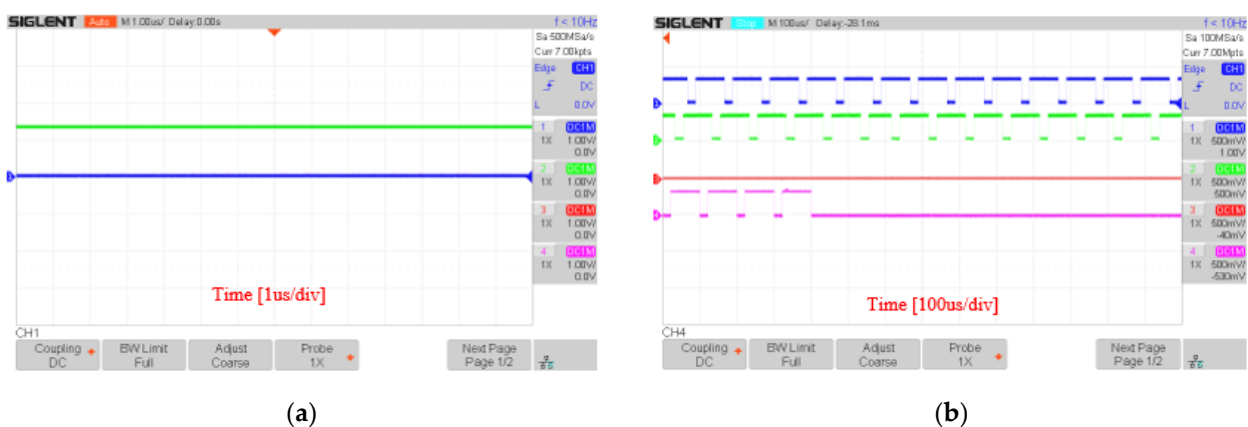 SIGLENT Auto M 1.00us/ Delay:0.00s f < 10Hz
Sa 500MSa/s
Curr 7.00kpts
Edge CH1
DC
L 0.0V
1 DC1M
1X 1.00V/
0.0V
2 DC1M
1X 1.00V/
0.0V
3 DC1M
1X 1.00V/
0.0V
4 DC1M
1X 1.00V/
0.0V
Time [1us/div]
CH1
Coupling DC
BW Limit Full
Adjust Coarse
Probe 1X
Next Page Page 1/2
(a)
SIGLENT Stop M 100us/ Delay:-28.1ms f < 10Hz
Sa 100MSa/s
Curr 7.00Mpts
Edge CH1
DC
L 0.0V
1 DC1M
1X 500mV/
1.00V
2 DC1M
1X 500mV/
500mV
3 DC1M
1X 500mV/
-40mV
4 DC1M
1X 500mV/
-530mV
Time [100us/div]
CH4
Coupling DC
BW Limit Full
Adjust Coarse
Probe 1X
Next Page Page 1/2
(b)